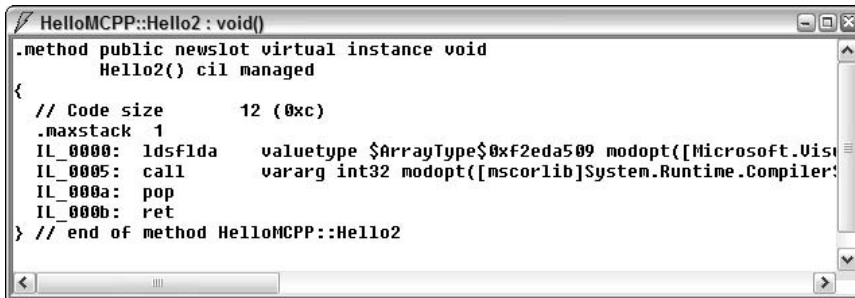 HelloMCPP::Hello2 : void()
.method public newslot virtual instance void
        Hello2() cil managed
{
  // Code size       12 (0xc)
  .maxstack  1
  IL_0000:  ldsflda    valuetype $ArrayType$0xf2eda509 modopt([Microsoft.Visu
  IL_0005:  call       vararg int32 modopt([mscorlib]System.Runtime.CompilerS
  IL_000a:  pop
  IL_000b:  ret
} // end of method HelloMCPP::Hello2